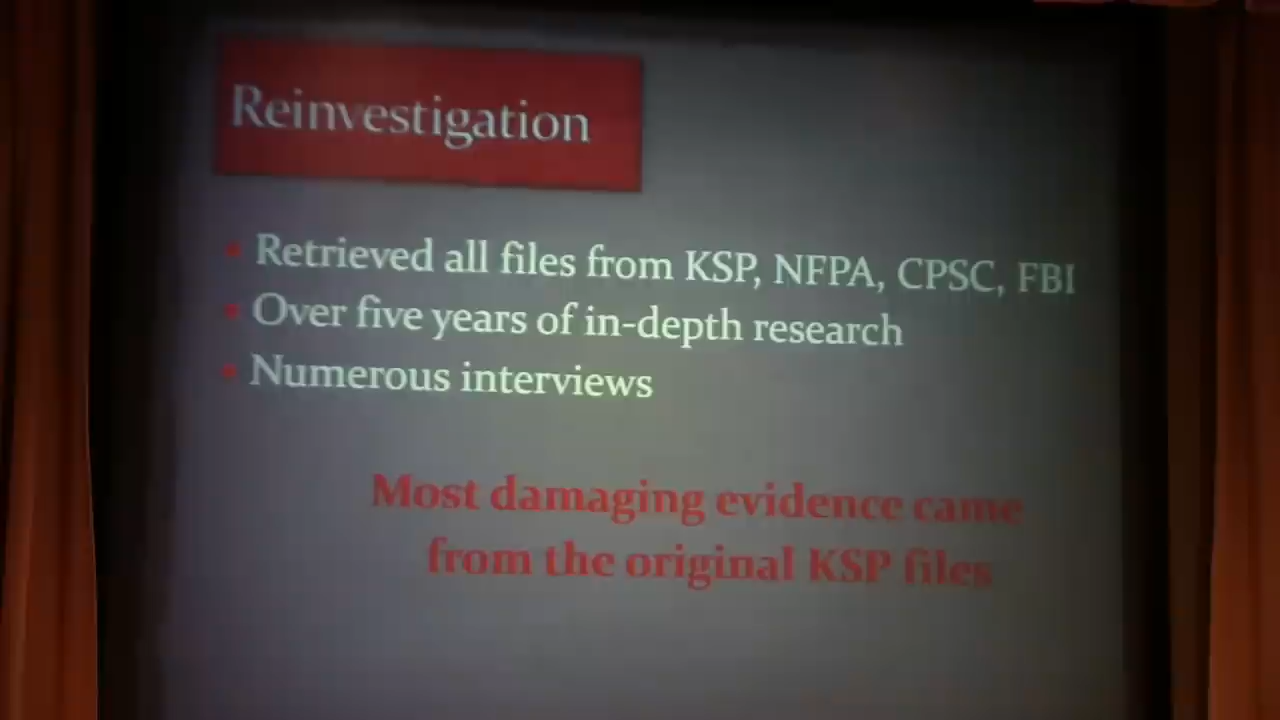 Reinvestigation
Retrieved all files from KSP, NFPA, CPSC, FBI
Over five years of in-depth research
Numerous interviews
Most damaging evidence came
from the original KSP files